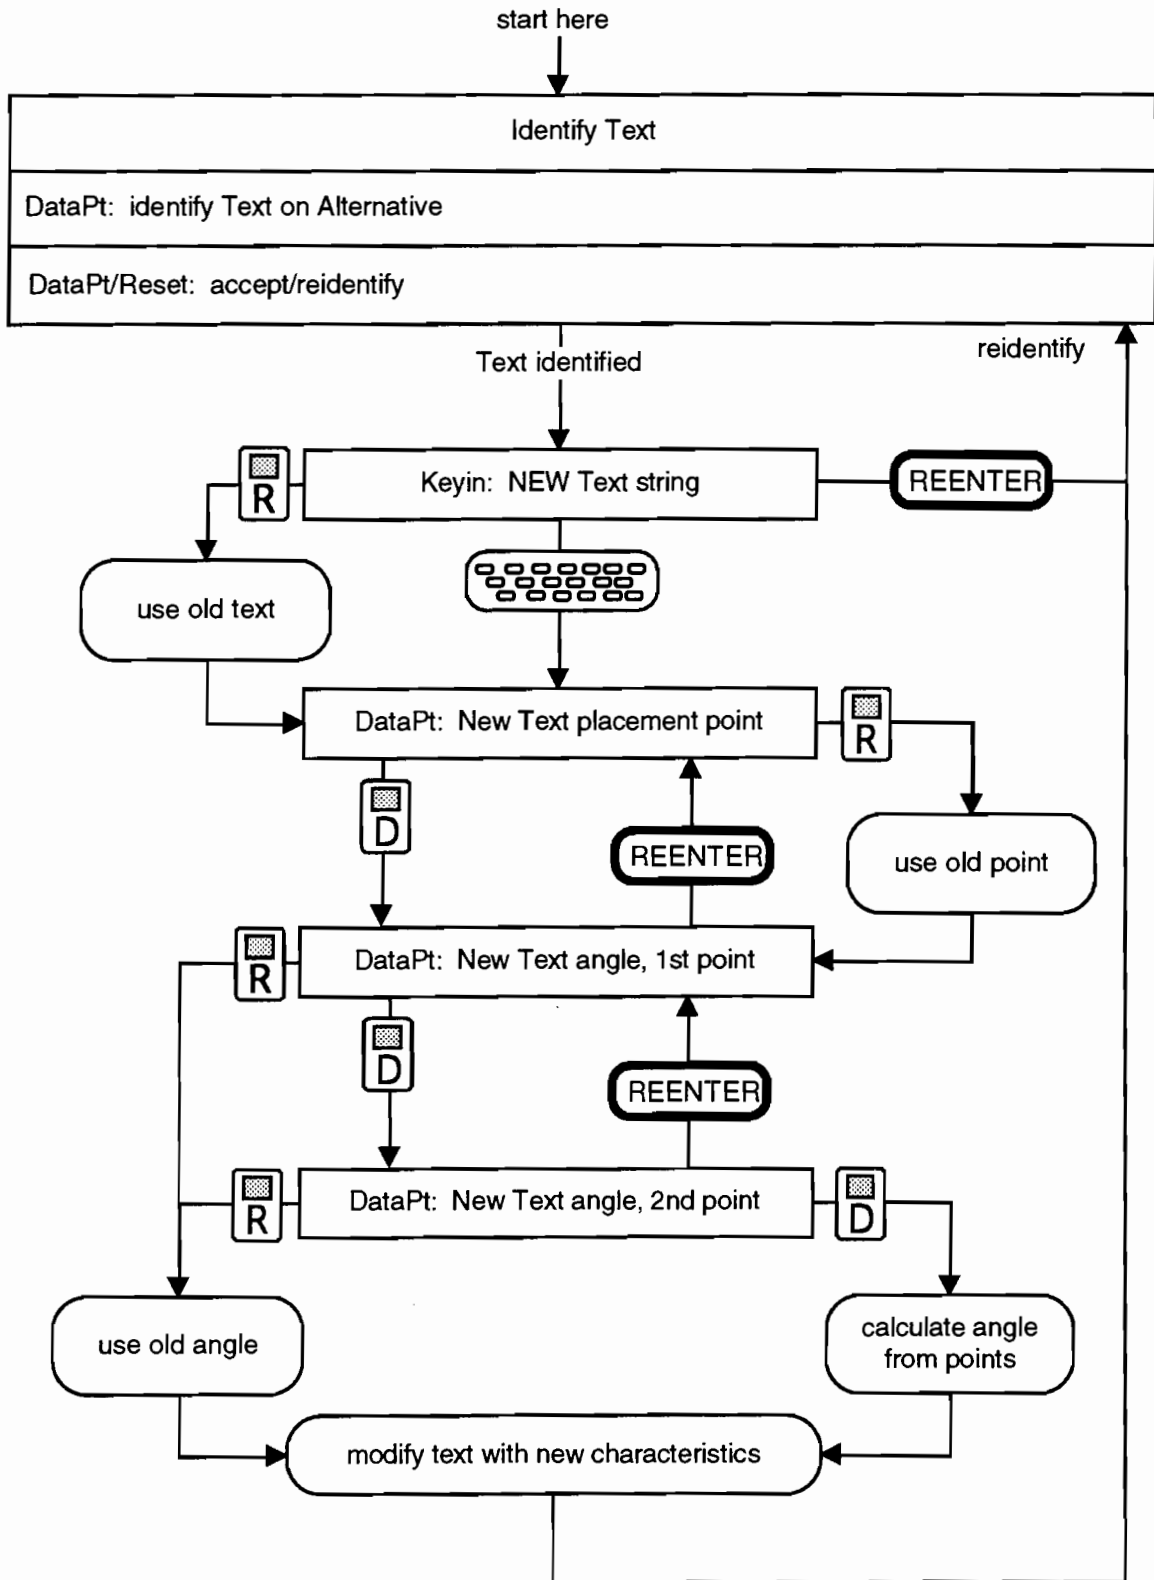 start here
Identify Text
DataPt: identify Text on Alternative
DataPt/Reset: accept/reidentify
Text identified
reidentify
R
Keyin: NEW Text string
REENTER
use old text
DataPt: New Text placement point
R
D
REENTER
use old point
R
DataPt: New Text angle, 1st point
D
REENTER
R
DataPt: New Text angle, 2nd point
D
use old angle
calculate angle
from points
modify text with new characteristics